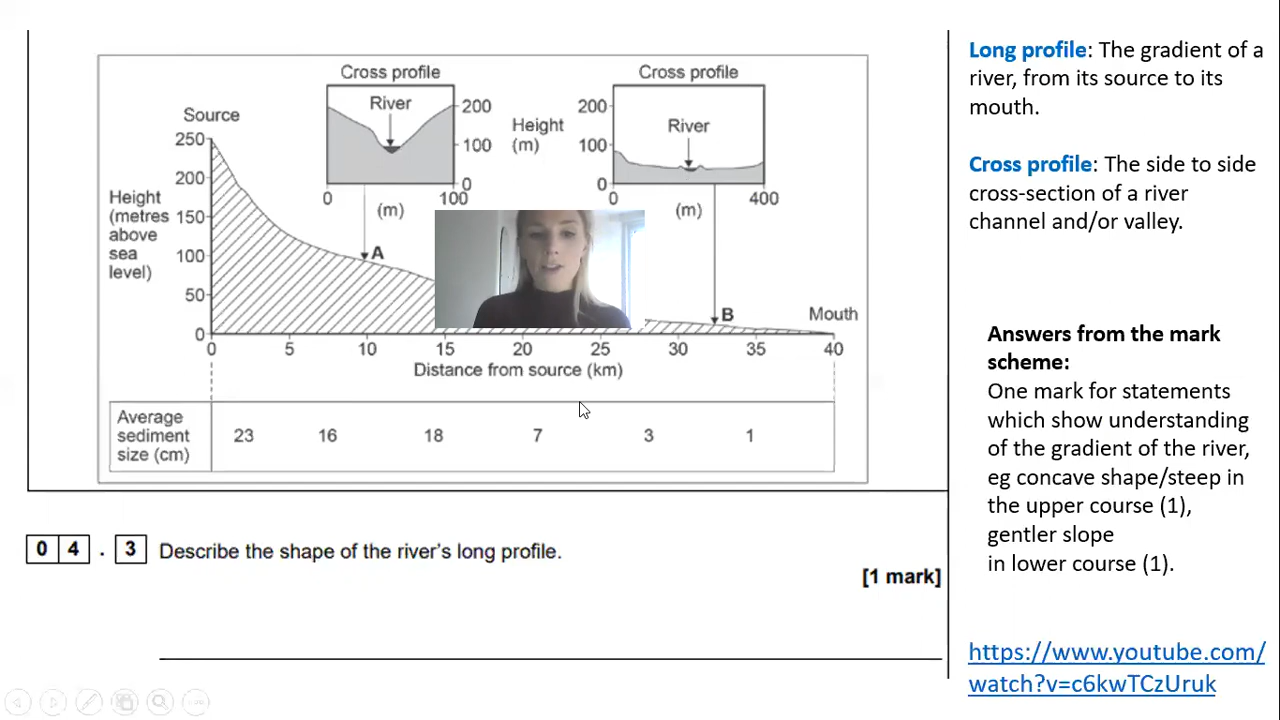 Cross profile
Cross profile
River
200
100
0
0
100
(m)
Height
(m)
River
200
100
0
0
400
(m)
Source
250
200
150
100
50
0
Height
(metres
above
sea
level)
A
B
Mouth
0 5 10 15 20 25 30 35 40
Distance from source (km)
Average
sediment
size (cm)
23 16 18 7 3 1
0 4 . 3 Describe the shape of the river's long profile.
[1 mark]
Long profile: The gradient of a
river, from its source to its
mouth.
Cross profile: The side to side
cross-section of a river
channel and/or valley.
Answers from the mark
scheme:
One mark for statements
which show understanding
of the gradient of the river,
eg concave shape/steep in
the upper course (1),
gentler slope
in lower course (1).
https://www.youtube.com/
watch?v=c6kwTCzUruk